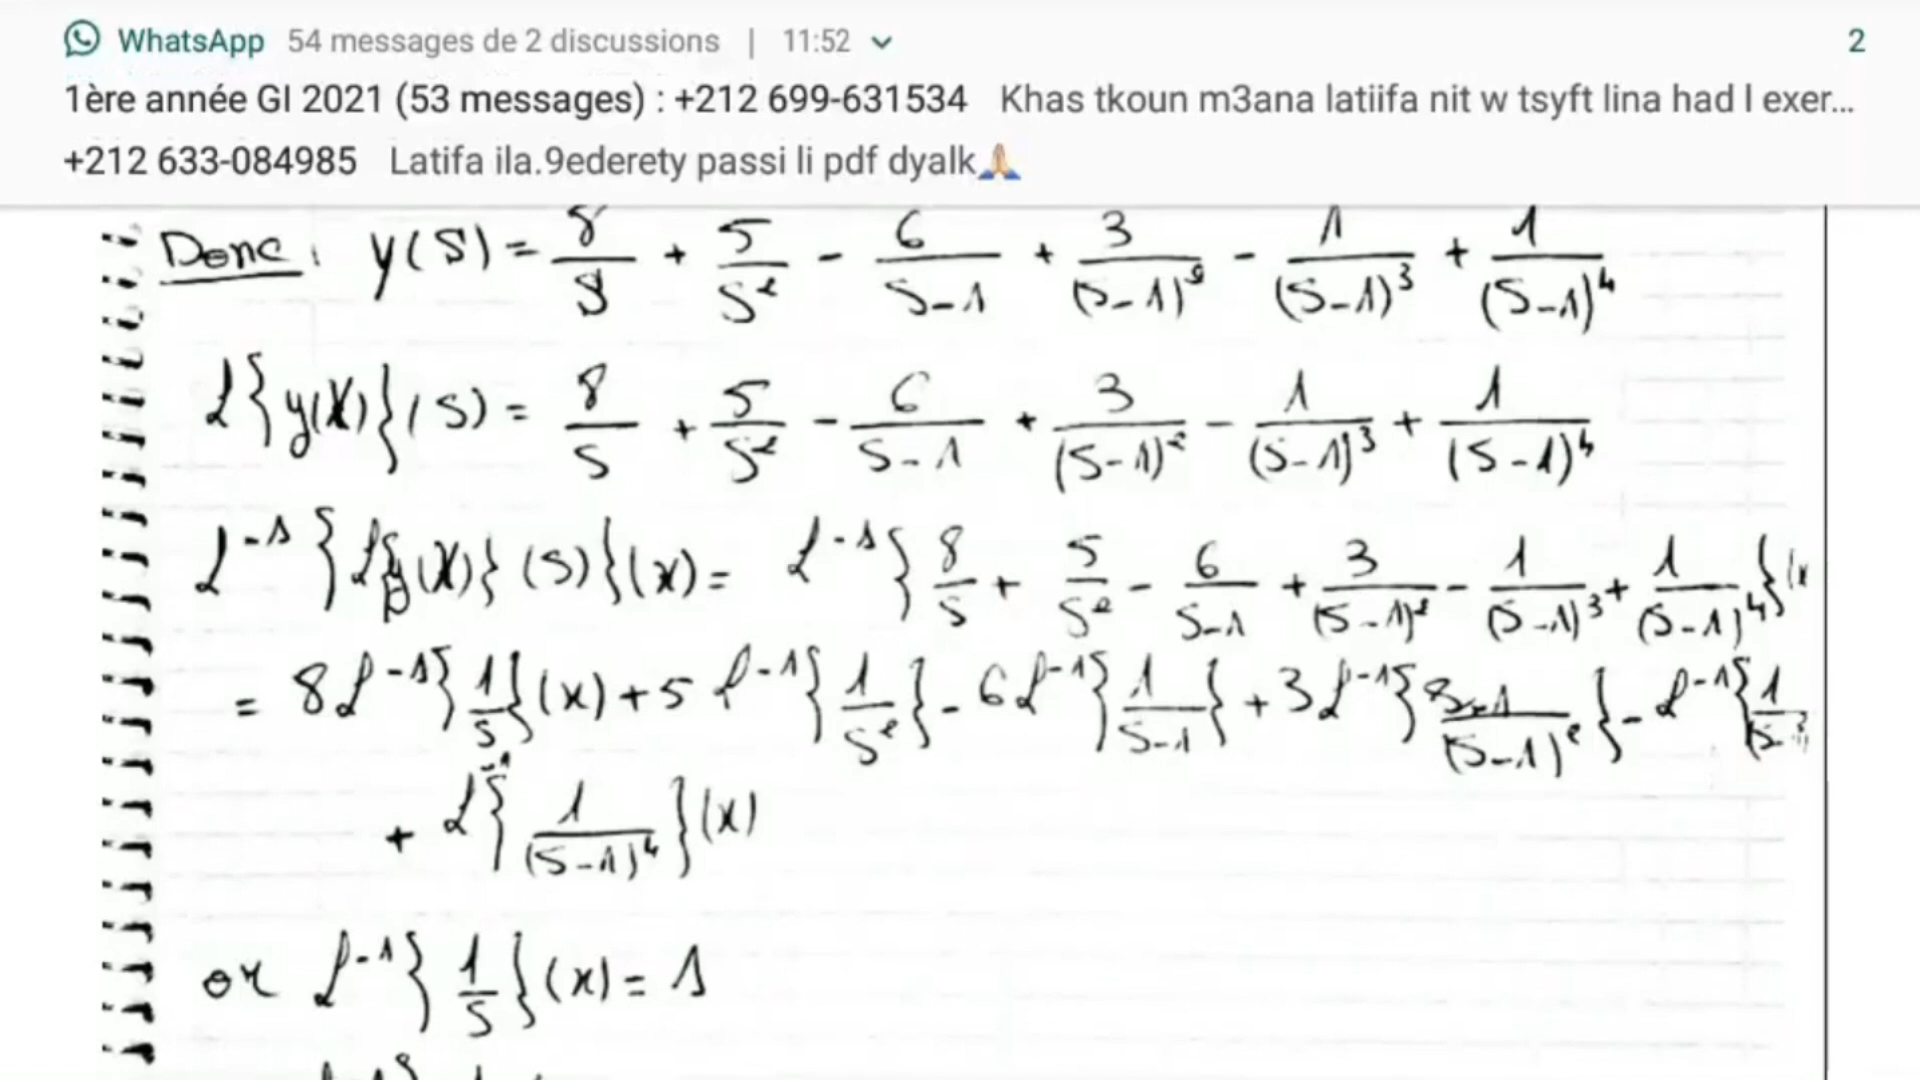 WhatsApp 54 messages de 2 discussions | 11:52 2
1ère année GI 2021 (53 messages) : +212 699-631534 Khas tkoun m3ana latiifa nit w tsyft lina had l exer...
+212 633-084985 Latifa ila.9ederety passi li pdf dyalk🙏
Donc: y(s) = 8/s + 5/s² - 6/(s-1) + 3/(s-1)² - 1/(s-1)³ + 1/(s-1)⁴
ℒ{y(x)}(s) = 8/s + 5/s² - 6/(s-1) + 3/(s-1)² - 1/(s-1)³ + 1/(s-1)⁴
ℒ⁻¹{ℒ{y(x)}(s)}(x) = ℒ⁻¹{8/s + 5/s² - 6/(s-1) + 3/(s-1)² - 1/(s-1)³ + 1/(s-1)⁴}(x
= 8ℒ⁻¹{1/s}(x) + 5ℒ⁻¹{1/s²} - 6ℒ⁻¹{1/(s-1)} + 3ℒ⁻¹{1/(s-1)²} - ℒ⁻¹{1/(s-
+ ℒ⁻¹{1/(s-1)⁴}(x)
or ℒ⁻¹{1/s}(x) = 1